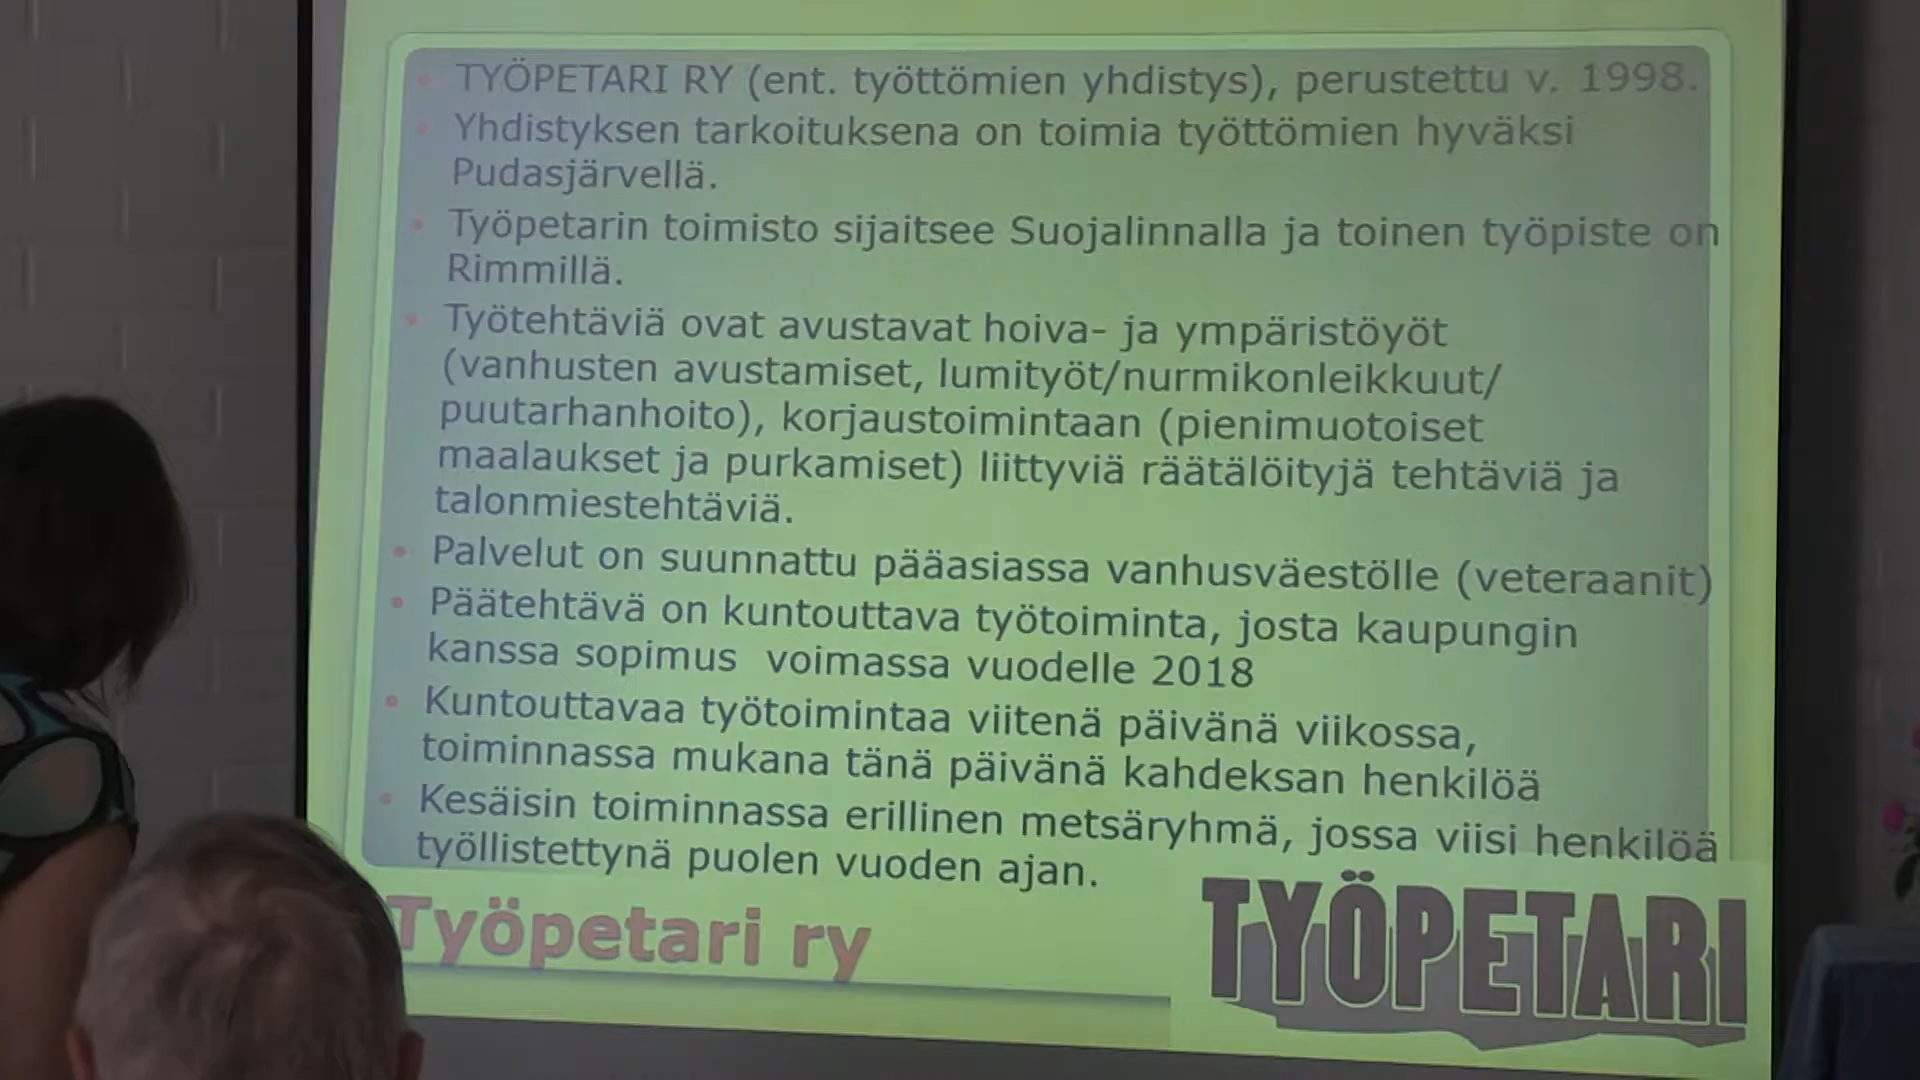 TYÖPETARI RY (ent. työttömien yhdistys), perustettu v. 1998.
Yhdistyksen tarkoituksena on toimia työttömien hyväksi
Pudasjärvellä.
Työpetarin toimisto sijaitsee Suojalinnalla ja toinen työpiste on
Rimmillä.
Työtehtäviä ovat avustavat hoiva- ja ympäristöyöt
(vanhusten avustamiset, lumityöt/nurmikonleikkuut/
puutarhanhoito), korjaustoimintaan (pienimuotoiset
maalaukset ja purkamiset) liittyviä räätälöityjä tehtäviä ja
talonmiestehtäviä.
Palvelut on suunnattu pääasiassa vanhusväestölle (veteraanit)
Päätehtävä on kuntouttava työtoiminta, josta kaupungin
kanssa sopimus voimassa vuodelle 2018
Kuntouttavaa työtoimintaa viitenä päivänä viikossa,
toiminnassa mukana tänä päivänä kahdeksan henkilöä
Kesäisin toiminnassa erillinen metsäryhmä, jossa viisi henkilöä
työllistettynä puolen vuoden ajan.
Työpetari ry
TYÖPETARI